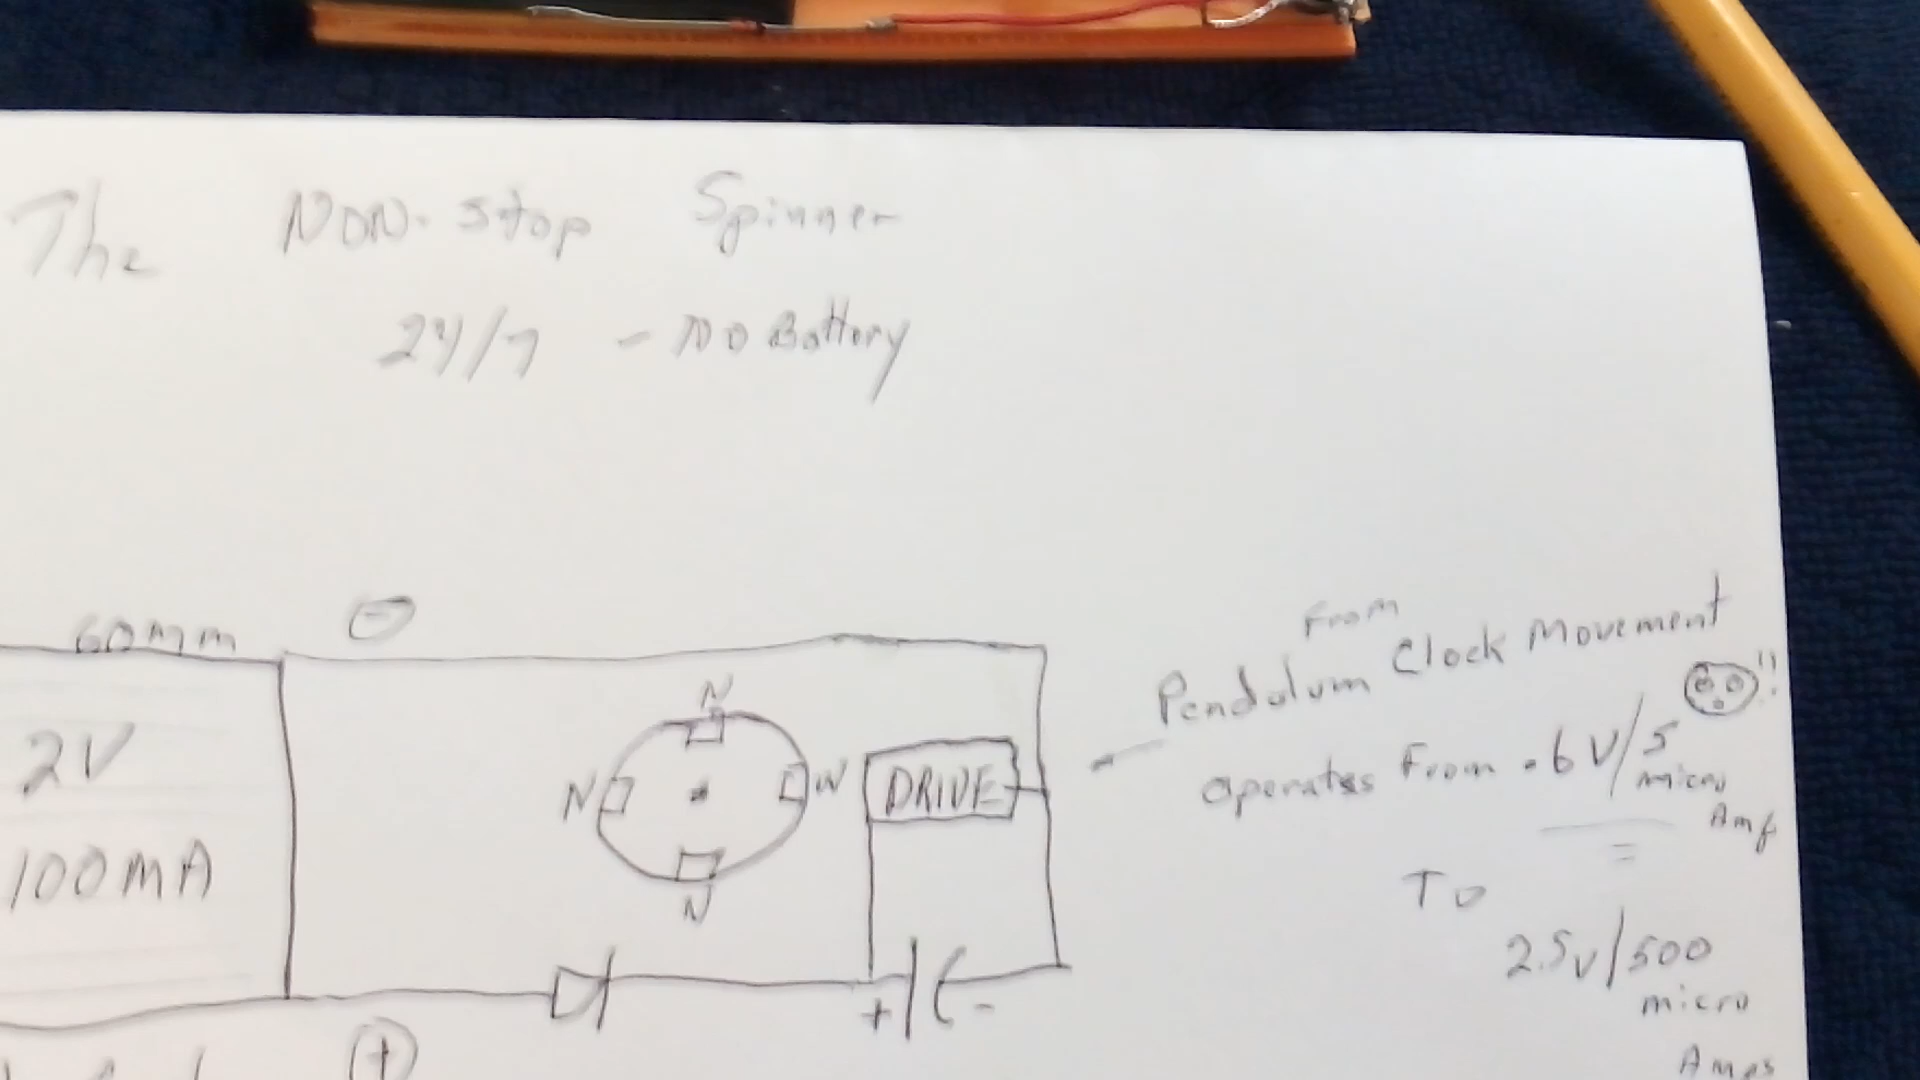 The NON-stop Spinner
24/7 - No Battery
60mm
-
2V
100MA
N
N
N
N
DRIVE
+
-
+
From
Pendulum Clock Movement
!!
operates From .6V/5
micro
Amp
To
2.5V/500
micro
Amps